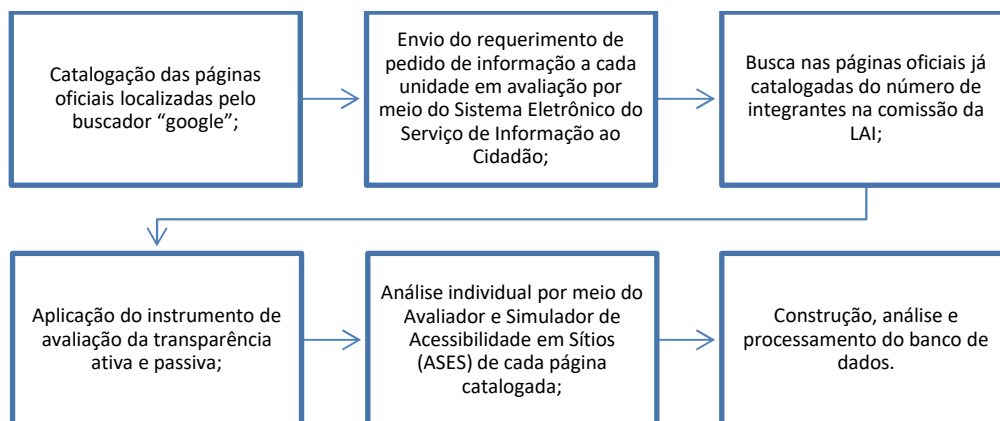 Catalogação das páginas
oficiais localizadas pelo
buscador “google”;
Envio do requerimento de
pedido de informação a cada
unidade em avaliação por
meio do Sistema Eletrônico do
Serviço de Informação ao
Cidadão;
Busca nas páginas oficiais já
catalogadas do número de
integrantes na comissão da
LAI;
Aplicação do instrumento de
avaliação da transparência
ativa e passiva;
Análise individual por meio do
Avaliador e Simulador de
Acessibilidade em Sítios
(ASES) de cada página
catalogada;
Construção, análise e
processamento do banco de
dados.